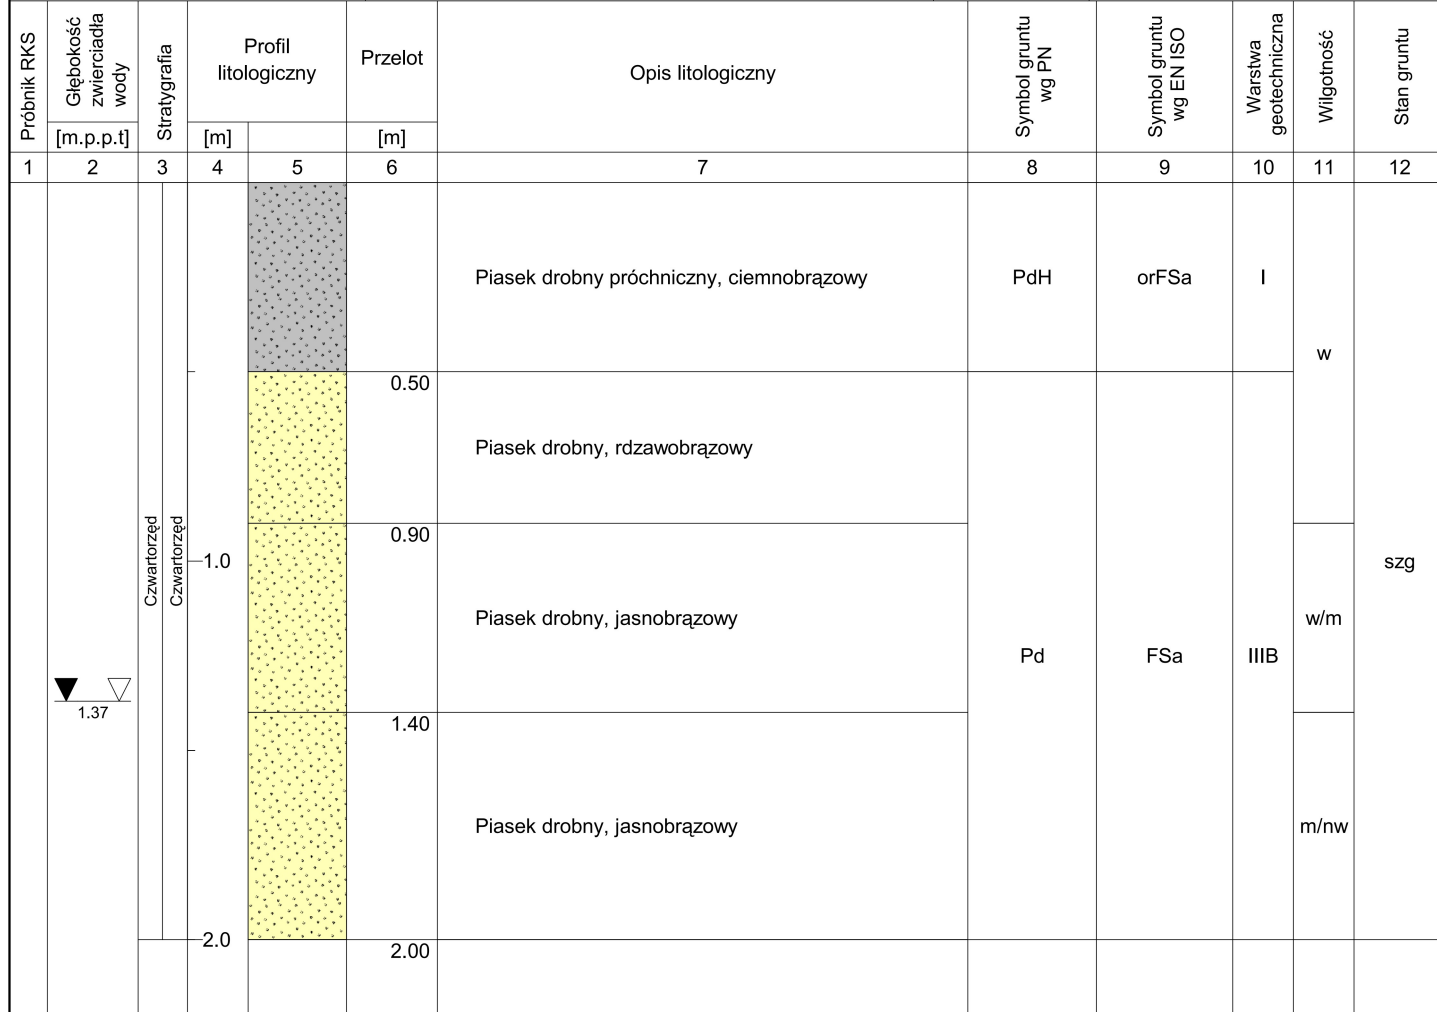 Próbnik RKS
Głębokość
zwierciadła
wody
[m.p.p.t]
Stratygrafia
Profil
litologiczny
[m]
Przelot
[m]
Opis litologiczny
Symbol gruntu
wg PN
Symbol gruntu
wg EN ISO
Warstwa
geotechniczna
Wilgotność
Stan gruntu
1 2 3 4 5 6 7 8 9 10 11 12
Piasek drobny próchniczny, ciemnobrązowy PdH orFSa I
w
0.50
Piasek drobny, rdzawobrązowy
0.90
Czwartorzęd
Czwartorzęd
1.0
szg
Piasek drobny, jasnobrązowy
w/m
Pd FSa IIIB
1.37
1.40
Piasek drobny, jasnobrązowy
m/nw
2.0
2.00